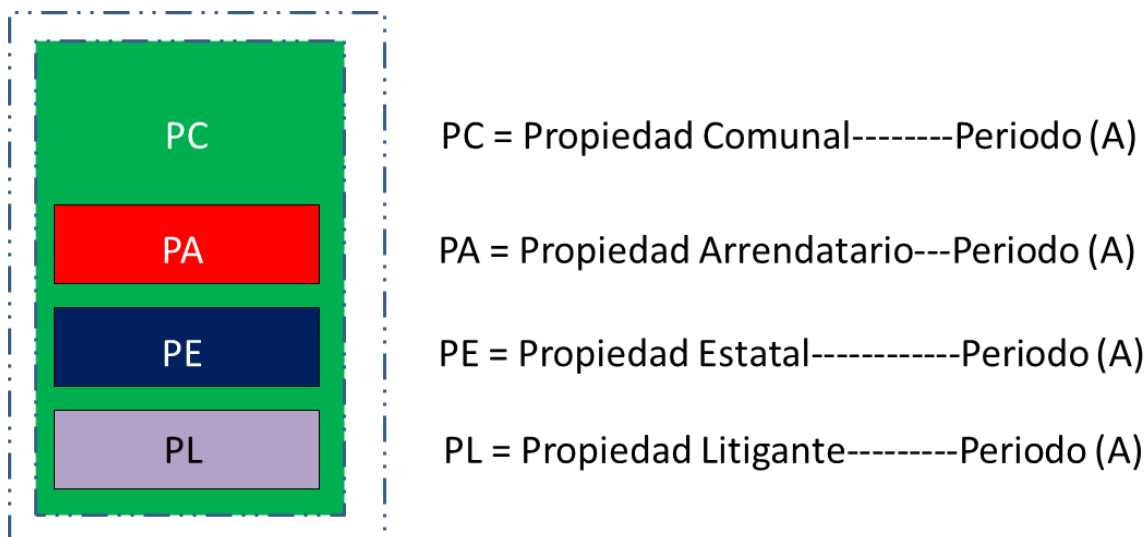 PC
PC = Propiedad Comunal--------Periodo (A)
PA
PA = Propiedad Arrendatario---Periodo (A)
PE
PE = Propiedad Estatal------------Periodo (A)
PL
PL = Propiedad Litigante---------Periodo (A)